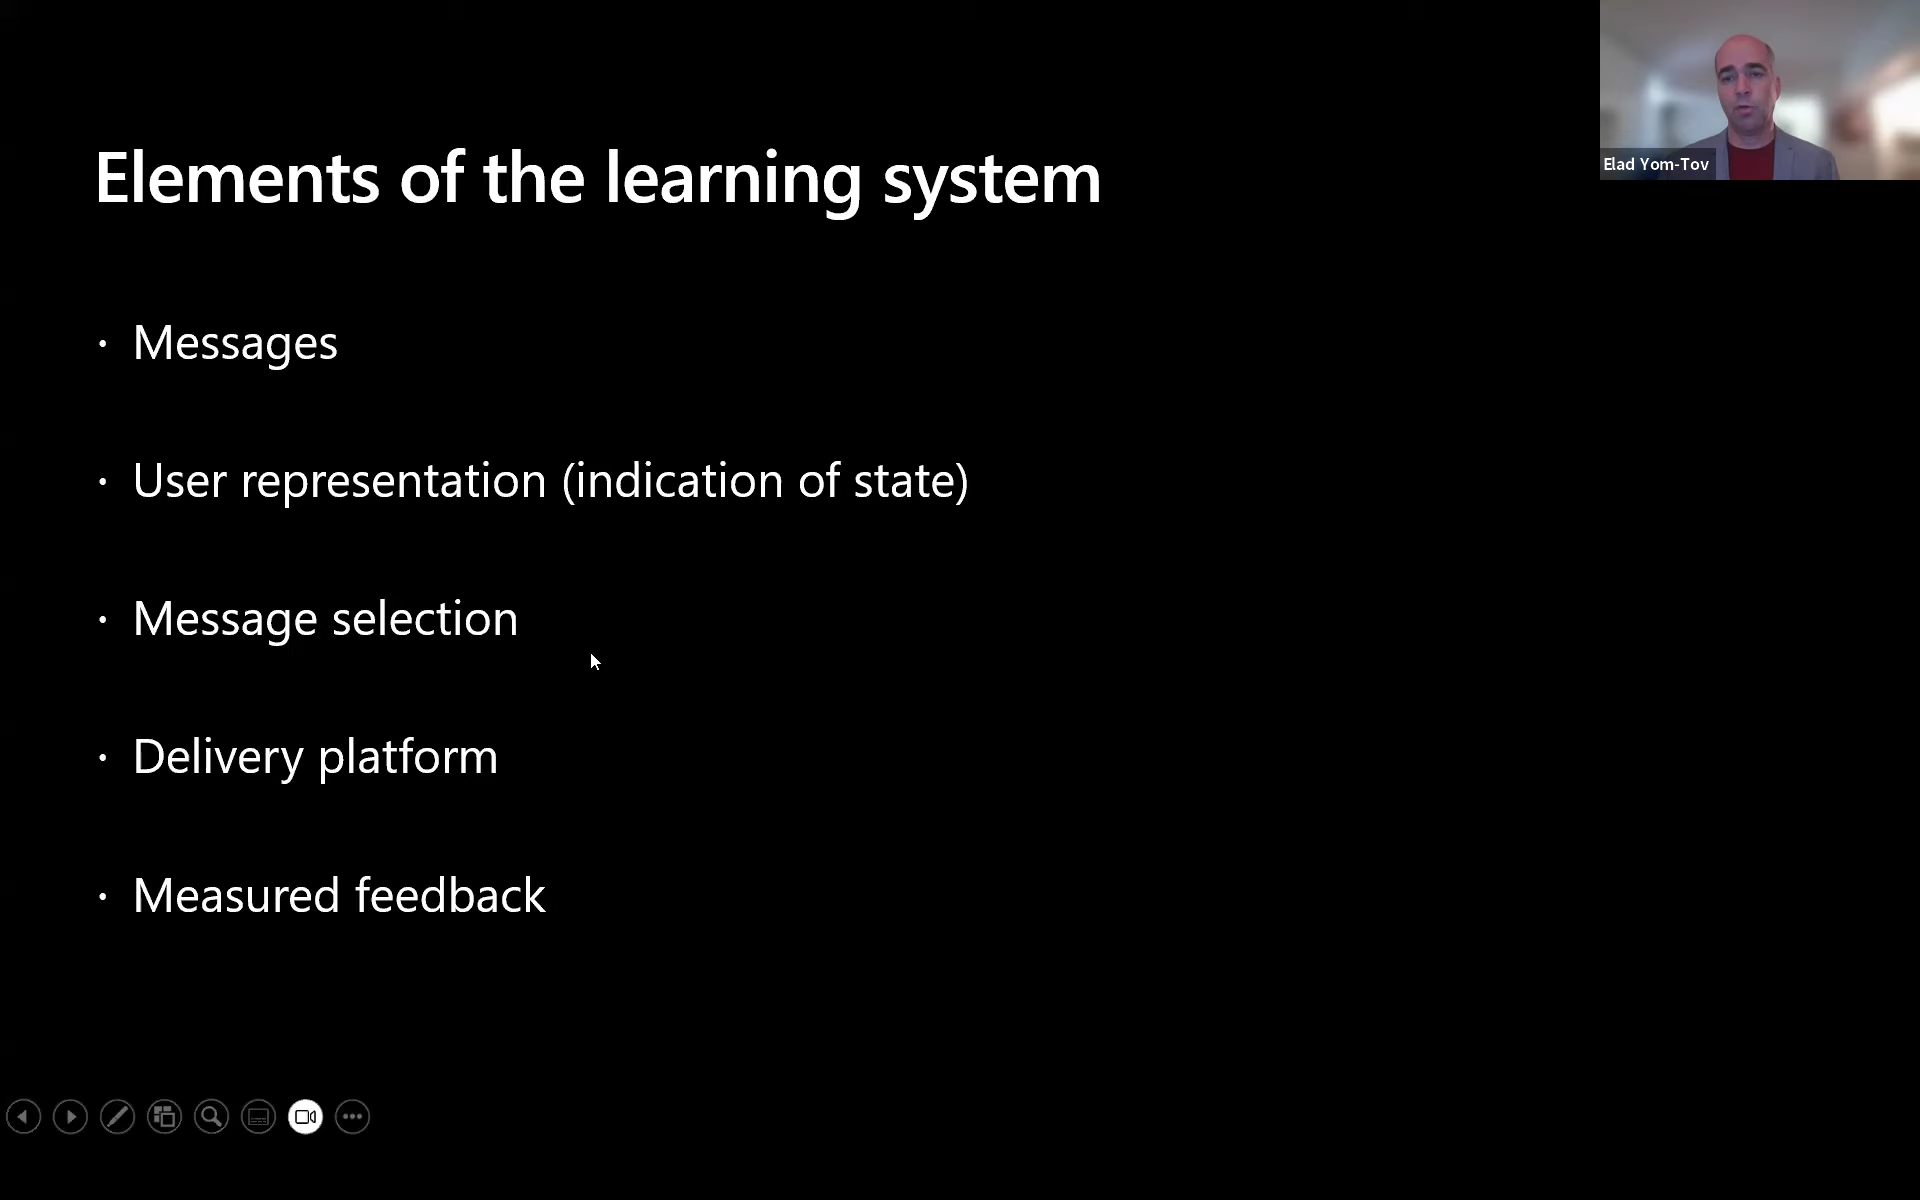 Elements of the learning system
Elad Yom-Tov
· Messages
· User representation (indication of state)
· Message selection
· Delivery platform
· Measured feedback